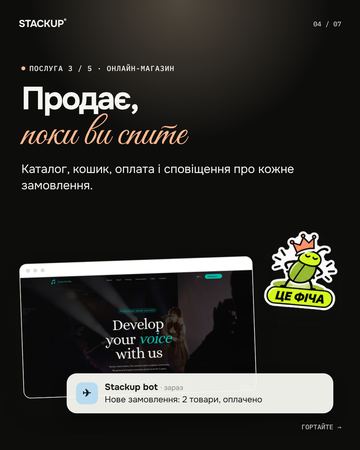 STACKUP®
04 / 07
ПОСЛУГА 3 / 5 · ОНЛАЙН-МАГАЗИН
Продає,
поки ви спите
Каталог, кошик, оплата і сповіщення про кожне
замовлення.
Develop
your voice
with us
ЦЕ ФІЧА
Stackup bot · зараз
Нове замовлення: 2 товари, оплачено
ГОРТАЙТЕ →